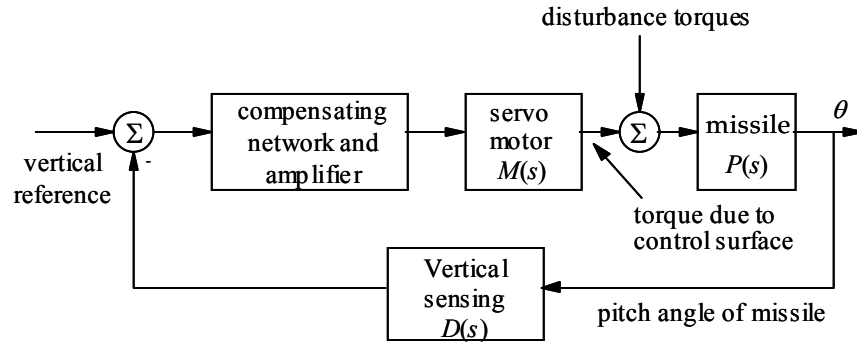 disturbance torques
Σ
-
vertical
reference
compensating
network and
amplifier
servo
motor
M(s)
Σ
missile
P(s)
θ
torque due to
control surface
Vertical
sensing
D(s)
pitch angle of missile